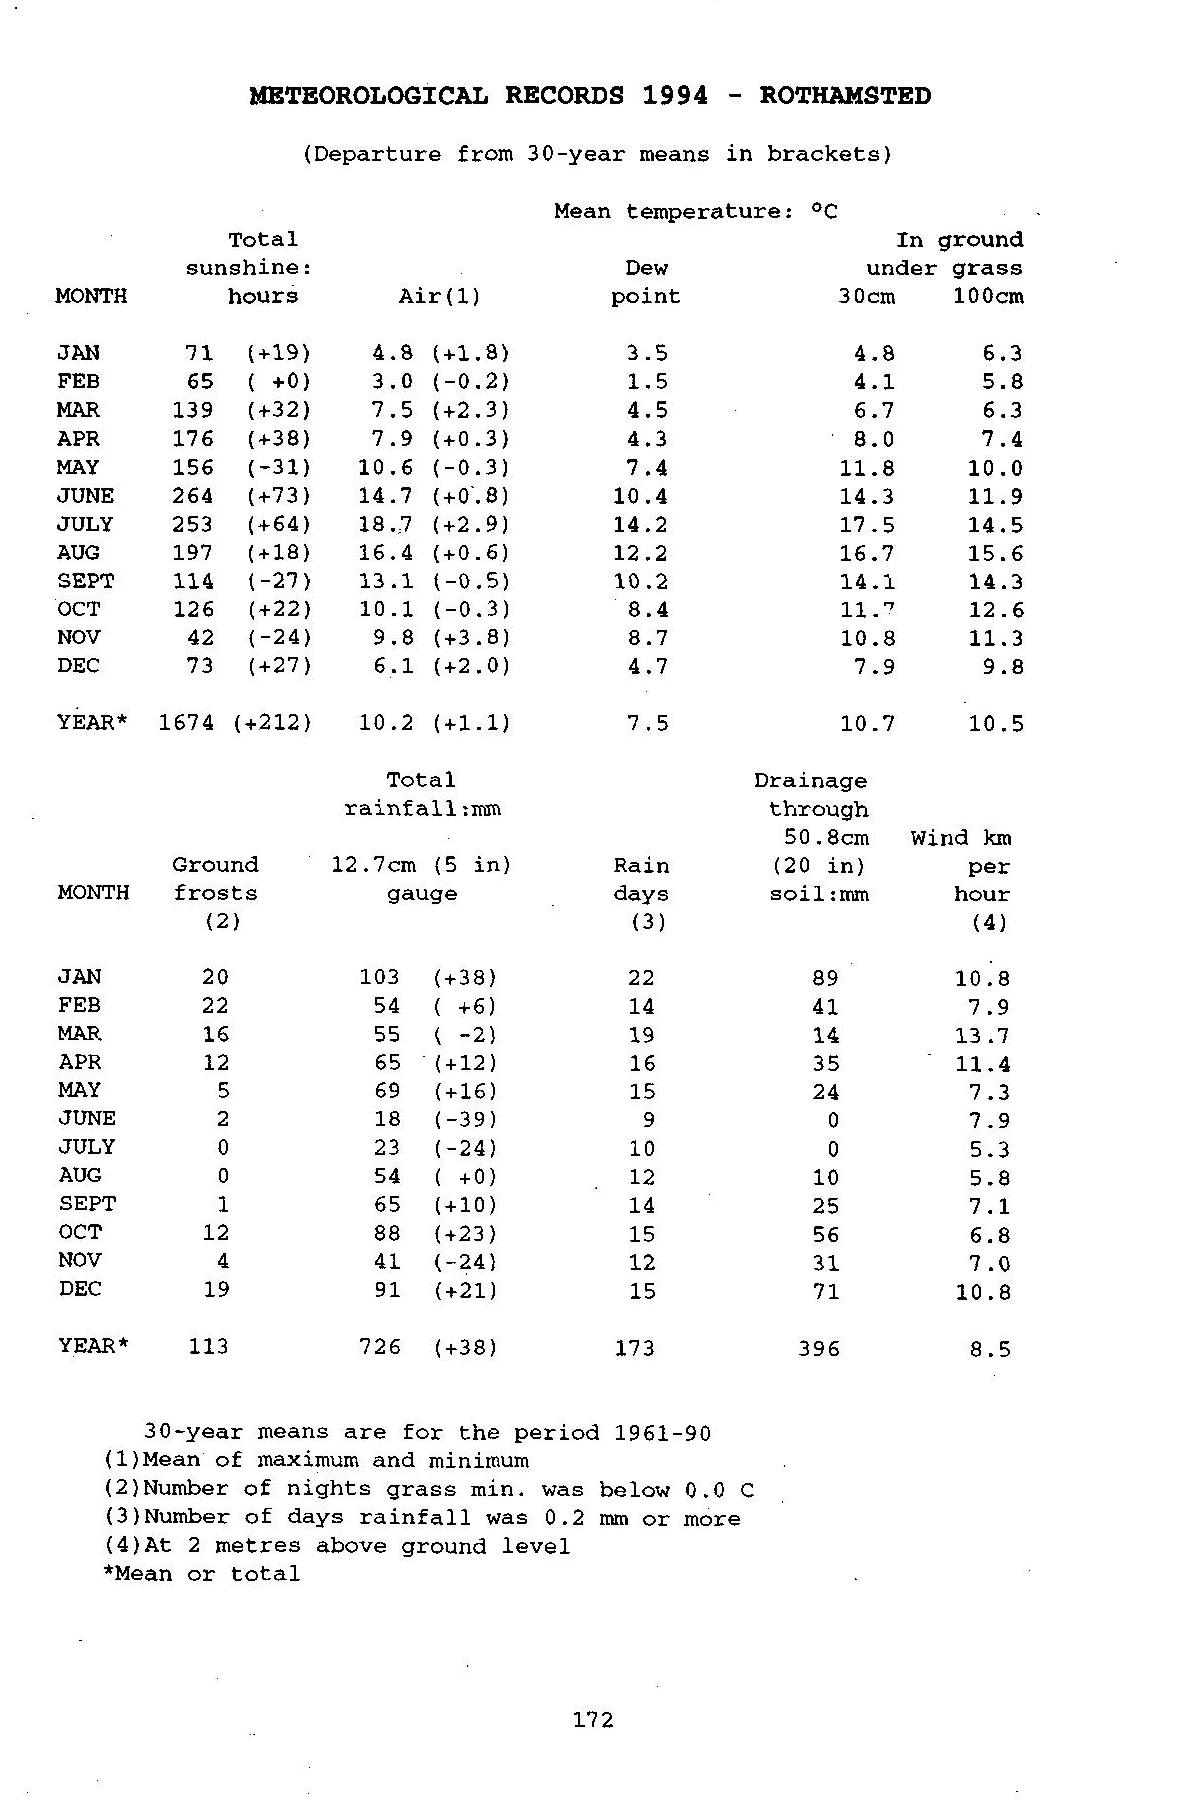 METEOROLOGICAL RECORDS 1994 - ROTHAMSTED
(Departure from 30-year means in brackets)
Mean temperature: °C
Total In ground
sunshine: Dew under grass
MONTH hours Air(1) point 30cm 100cm
JAN 71 (+19) 4.8 (+1.8) 3.5 4.8 6.3
FEB 65 ( +0) 3.0 (-0.2) 1.5 4.1 5.8
MAR 139 (+32) 7.5 (+2.3) 4.5 6.7 6.3
APR 176 (+38) 7.9 (+0.3) 4.3 8.0 7.4
MAY 156 (-31) 10.6 (-0.3) 7.4 11.8 10.0
JUNE 264 (+73) 14.7 (+0.8) 10.4 14.3 11.9
JULY 253 (+64) 18.7 (+2.9) 14.2 17.5 14.5
AUG 197 (+18) 16.4 (+0.6) 12.2 16.7 15.6
SEPT 114 (-27) 13.1 (-0.5) 10.2 14.1 14.3
OCT 126 (+22) 10.1 (-0.3) 8.4 11.7 12.6
NOV 42 (-24) 9.8 (+3.8) 8.7 10.8 11.3
DEC 73 (+27) 6.1 (+2.0) 4.7 7.9 9.8
YEAR* 1674 (+212) 10.2 (+1.1) 7.5 10.7 10.5
Total Drainage
rainfall:mm through
50.8cm Wind km
Ground 12.7cm (5 in) Rain (20 in) per
MONTH frosts gauge days soil:mm hour
(2) (3) (4)
JAN 20 103 (+38) 22 89 10.8
FEB 22 54 ( +6) 14 41 7.9
MAR 16 55 ( -2) 19 14 13.7
APR 12 65 (+12) 16 35 11.4
MAY 5 69 (+16) 15 24 7.3
JUNE 2 18 (-39) 9 0 7.9
JULY 0 23 (-24) 10 0 5.3
AUG 0 54 ( +0) 12 10 5.8
SEPT 1 65 (+10) 14 25 7.1
OCT 12 88 (+23) 15 56 6.8
NOV 4 41 (-24) 12 31 7.0
DEC 19 91 (+21) 15 71 10.8
YEAR* 113 726 (+38) 173 396 8.5
30-year means are for the period 1961-90
(1)Mean of maximum and minimum
(2)Number of nights grass min. was below 0.0 C
(3)Number of days rainfall was 0.2 mm or more
(4)At 2 metres above ground level
*Mean or total
172